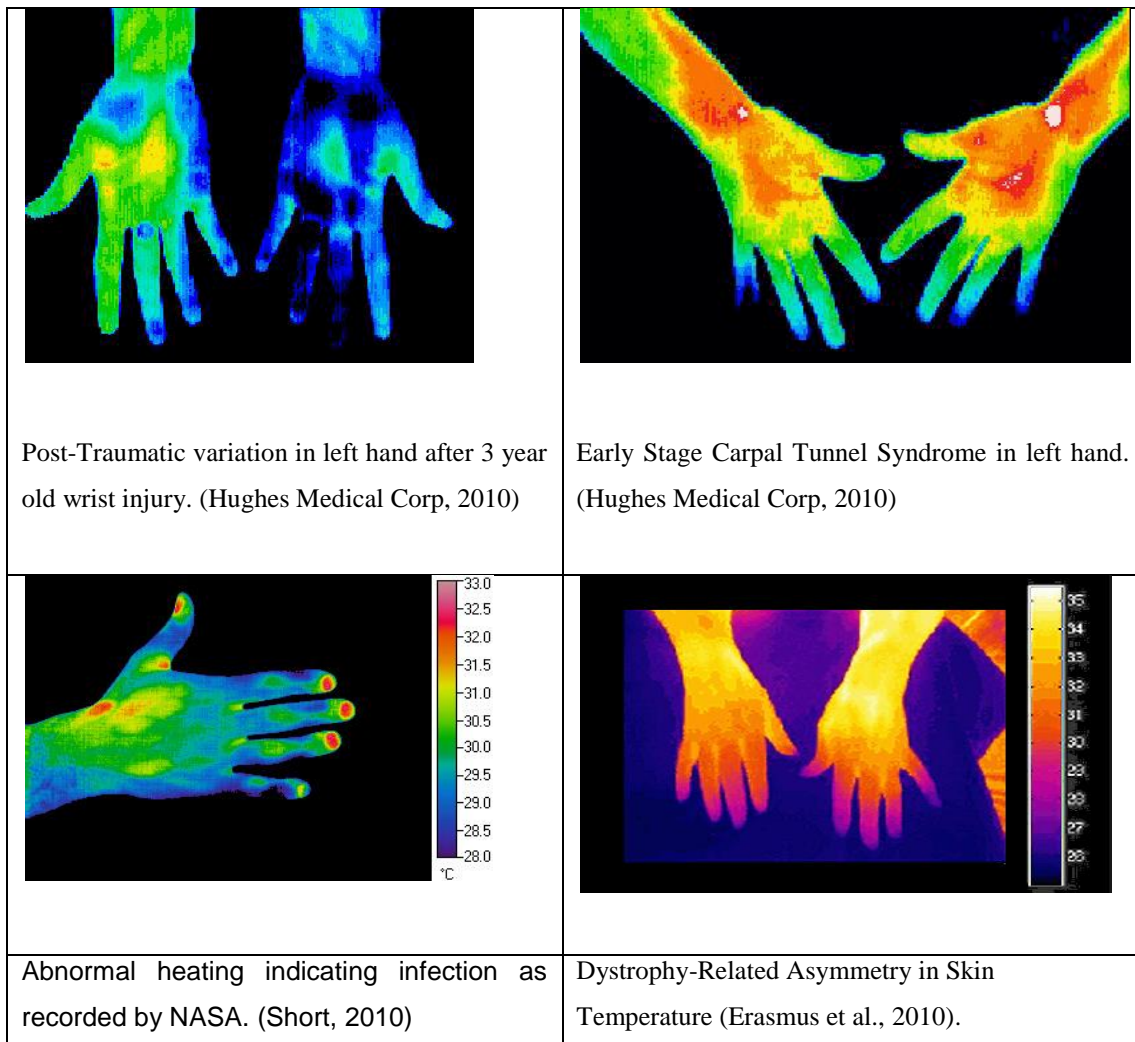 Post-Traumatic variation in left hand after 3 year
old wrist injury. (Hughes Medical Corp, 2010)
Early Stage Carpal Tunnel Syndrome in left hand.
(Hughes Medical Corp, 2010)
33.0
32.5
32.0
31.5
31.0
30.5
30.0
29.5
29.0
28.5
28.0
°C
35
34
33
32
31
30
29
28
27
26
Abnormal heating indicating infection as
recorded by NASA. (Short, 2010)
Dystrophy-Related Asymmetry in Skin
Temperature (Erasmus et al., 2010).